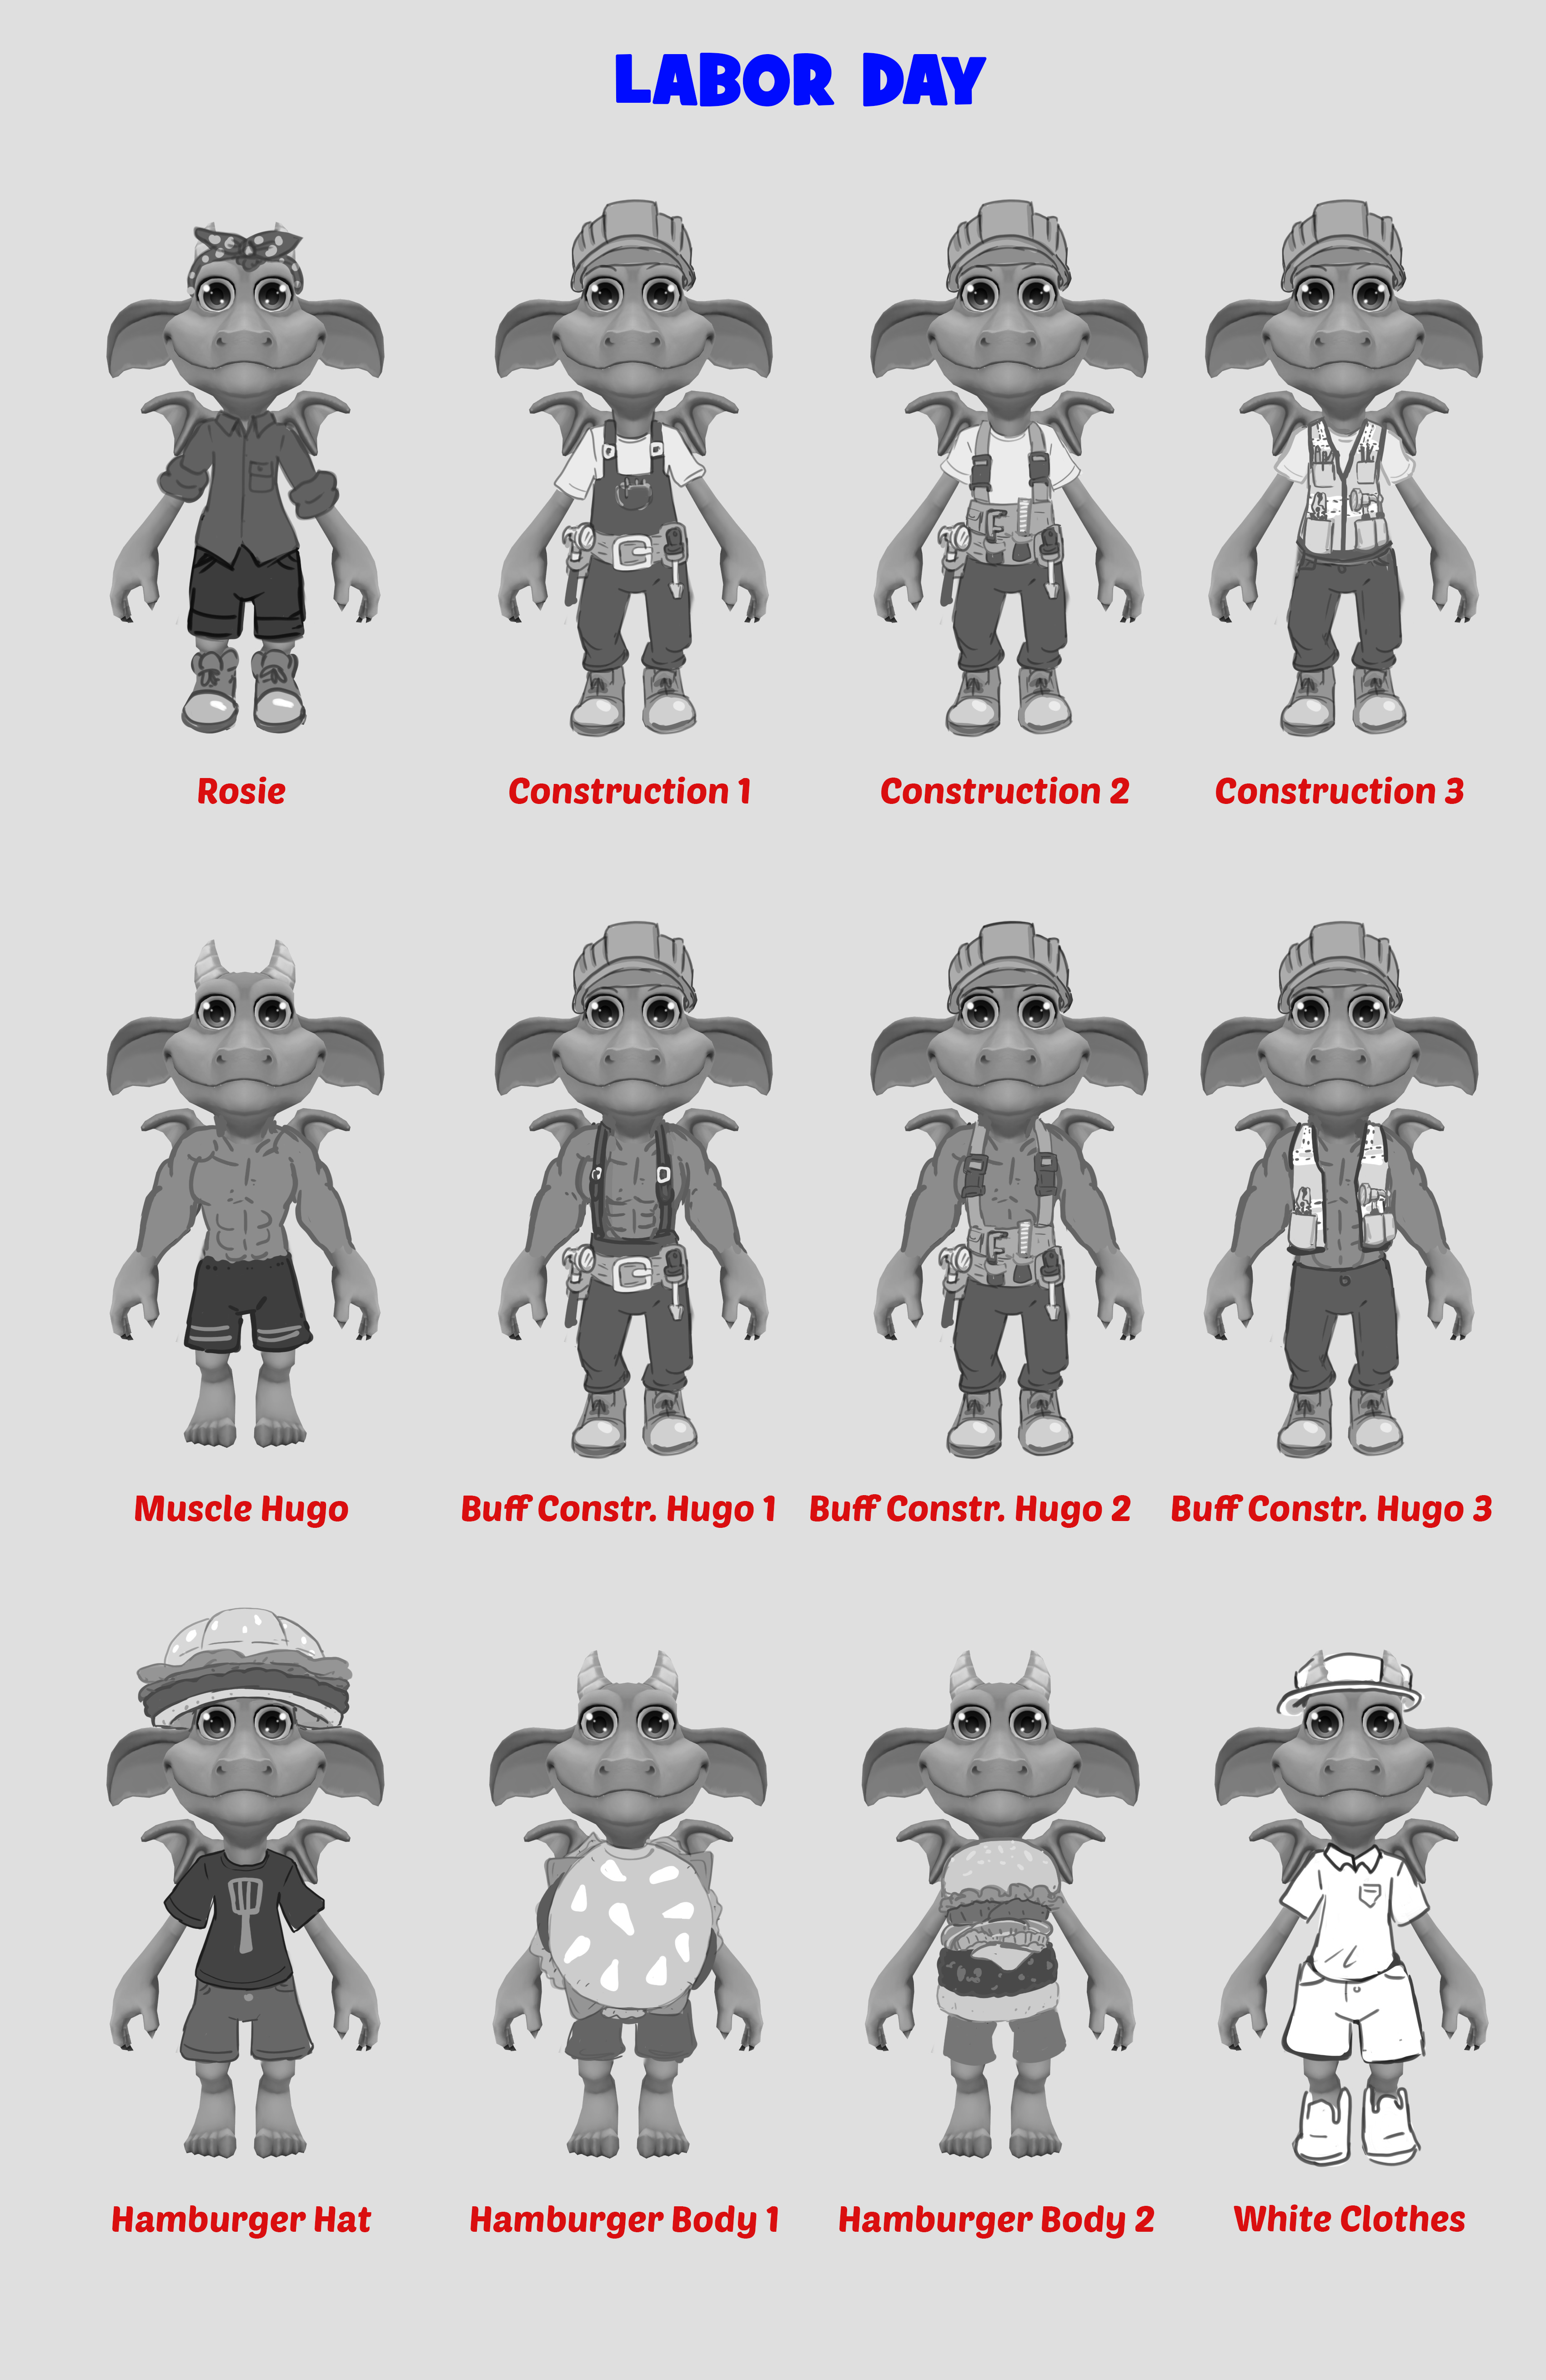 LABOR DAY
Rosie
Construction 1
Construction 2
Construction 3
Muscle Hugo
Buff Constr. Hugo 1
Buff Constr. Hugo 2
Buff Constr. Hugo 3
Hamburger Hat
Hamburger Body 1
Hamburger Body 2
White Clothes